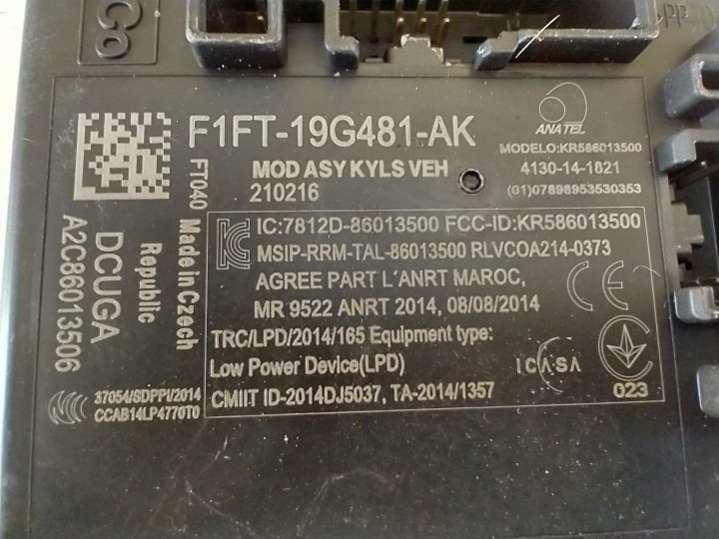 Co
F1FT-19G481-AK
MOD ASY KYLS VEH
210216
FT040
Made in Czech
Republic
DCUGA
A2C86013506
ANATEL
MODELO:KR586013500
4130-14-1821
(01)07898953530353
IC:7812D-86013500 FCC-ID:KR586013500
MSIP-RRM-TAL-86013500 RLVCOA214-0373
AGREE PART L´ANRT MAROC,
MR 9522 ANRT 2014, 08/08/2014
TRC/LPD/2014/165 Equipment type:
Low Power Device(LPD)
CMIIT ID-2014DJ5037, TA-2014/1357
CE
ICASA
023
37054/SDPPI/2014
CCAB14LP4770T0